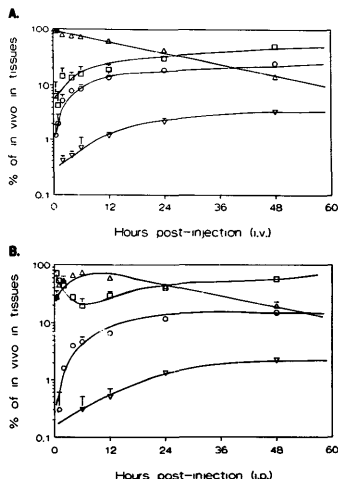 A.
100
10
1
0.1
% of in vivo in tissues
0 12 24 36 48 60
Hours post-injection (i.v.)
B.
100
10
1
0.1
% of in vivo in tissues
0 12 24 36 48 60
Hours post-injection (i.p.)